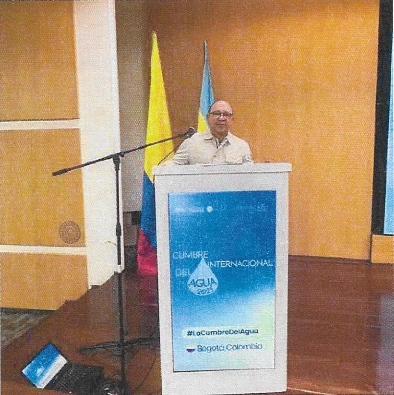 CUMBRE
INTERNACIONAL
DEL
AGUA
#LaCumbreDelAgua
Bogotá, Colombia